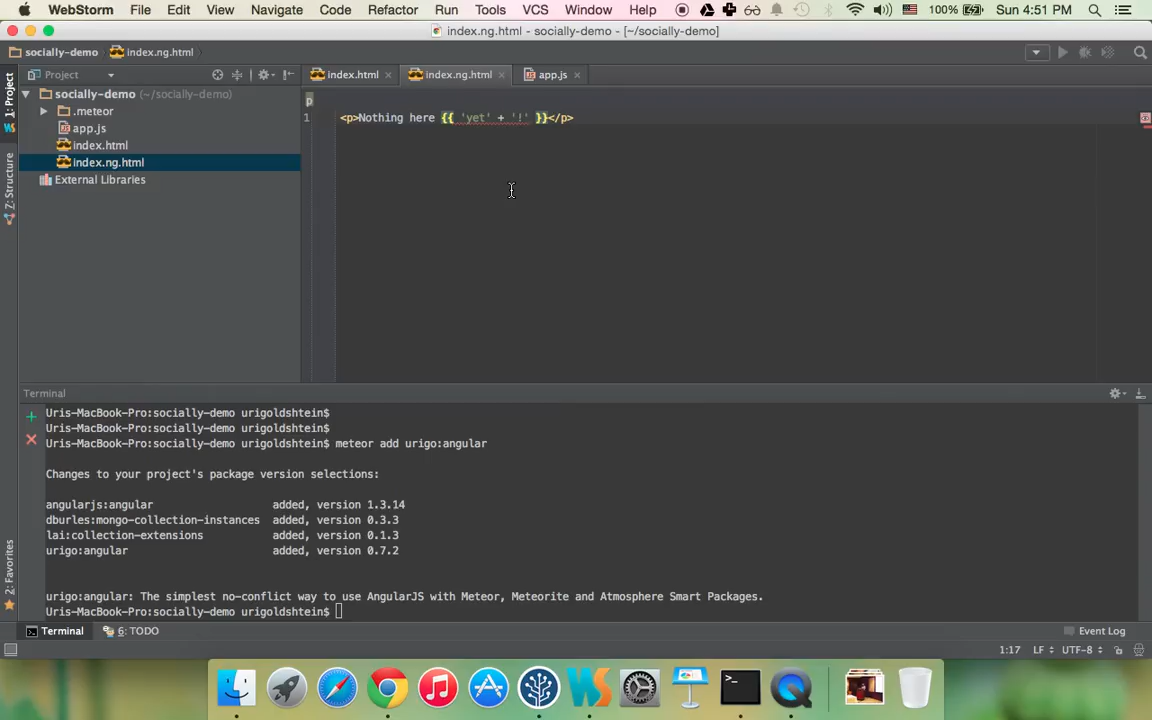 WebStorm File Edit View Navigate Code Refactor Run Tools VCS Window Help 100% Sun 4:51 PM
index.ng.html - socially-demo - [~/socially-demo]
socially-demo index.ng.html
Project index.html index.ng.html app.js
1: Project
socially-demo (~/socially-demo)
.meteor
app.js
index.html
index.ng.html
External Libraries
7: Structure
p
1 <p>Nothing here {{ 'yet' + '!' }}</p>
Terminal
Uris-MacBook-Pro:socially-demo urigoldshtein$
Uris-MacBook-Pro:socially-demo urigoldshtein$
Uris-MacBook-Pro:socially-demo urigoldshtein$ meteor add urigo:angular
Changes to your project's package version selections:
angularjs:angular added, version 1.3.14
dburles:mongo-collection-instances added, version 0.3.3
lai:collection-extensions added, version 0.1.3
urigo:angular added, version 0.7.2
urigo:angular: The simplest no-conflict way to use AngularJS with Meteor, Meteorite and Atmosphere Smart Packages.
Uris-MacBook-Pro:socially-demo urigoldshtein$
2: Favorites
Terminal 6: TODO Event Log
1:17 LF UTF-8